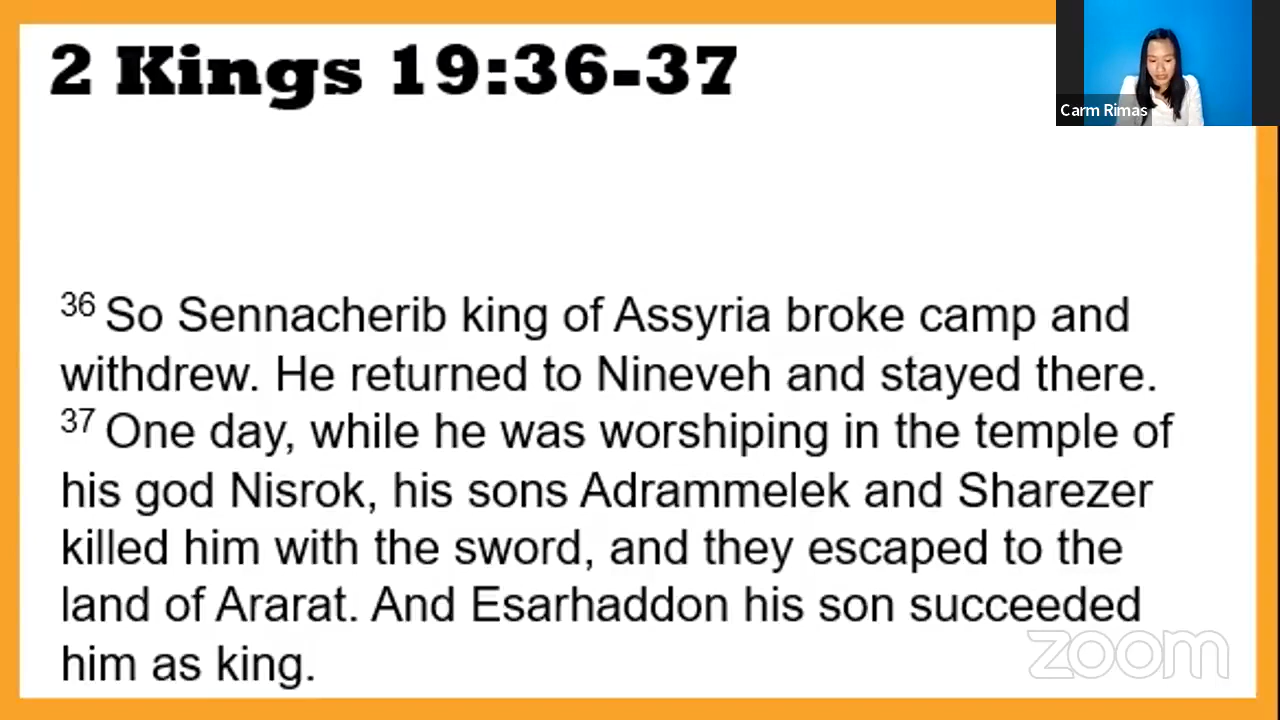 2 Kings 19:36-37
Carm Rimas
36 So Sennacherib king of Assyria broke camp and
withdrew. He returned to Nineveh and stayed there.
37 One day, while he was worshiping in the temple of
his god Nisrok, his sons Adrammelek and Sharezer
killed him with the sword, and they escaped to the
land of Ararat. And Esarhaddon his son succeeded
him as king.
zoom